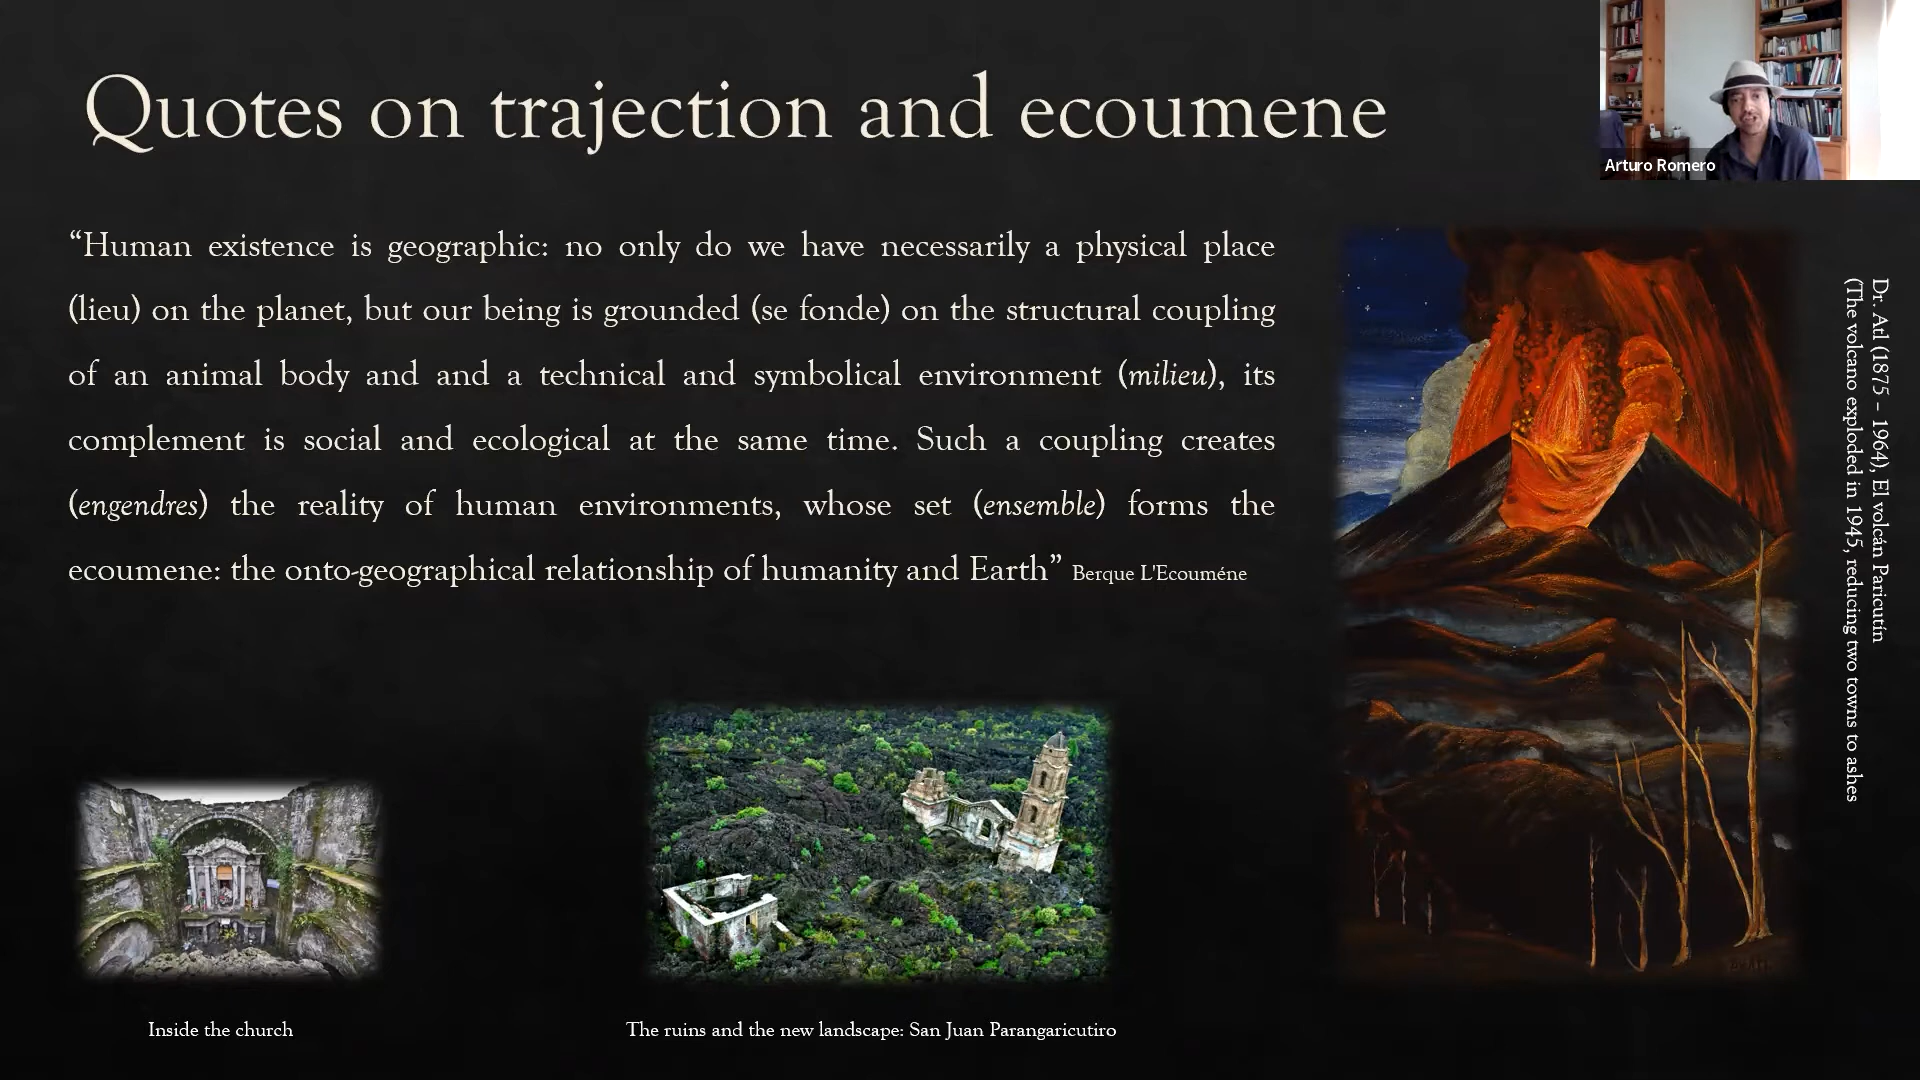 Quotes on trajection and ecoumene
Arturo Romero
“Human existence is geographic: no only do we have necessarily a physical place
(lieu) on the planet, but our being is grounded (se fonde) on the structural coupling
of an animal body and and a technical and symbolical environment (milieu), its
complement is social and ecological at the same time. Such a coupling creates
(engendres) the reality of human environments, whose set (ensemble) forms the
ecoumene: the onto-geographical relationship of humanity and Earth” Berque L'Ecouméne
Dr. Atl (1875 – 1964), El volcán Paricutín
(The volcano exploded in 1945, reducing two towns to ashes
Inside the church
The ruins and the new landscape: San Juan Parangaricutiro